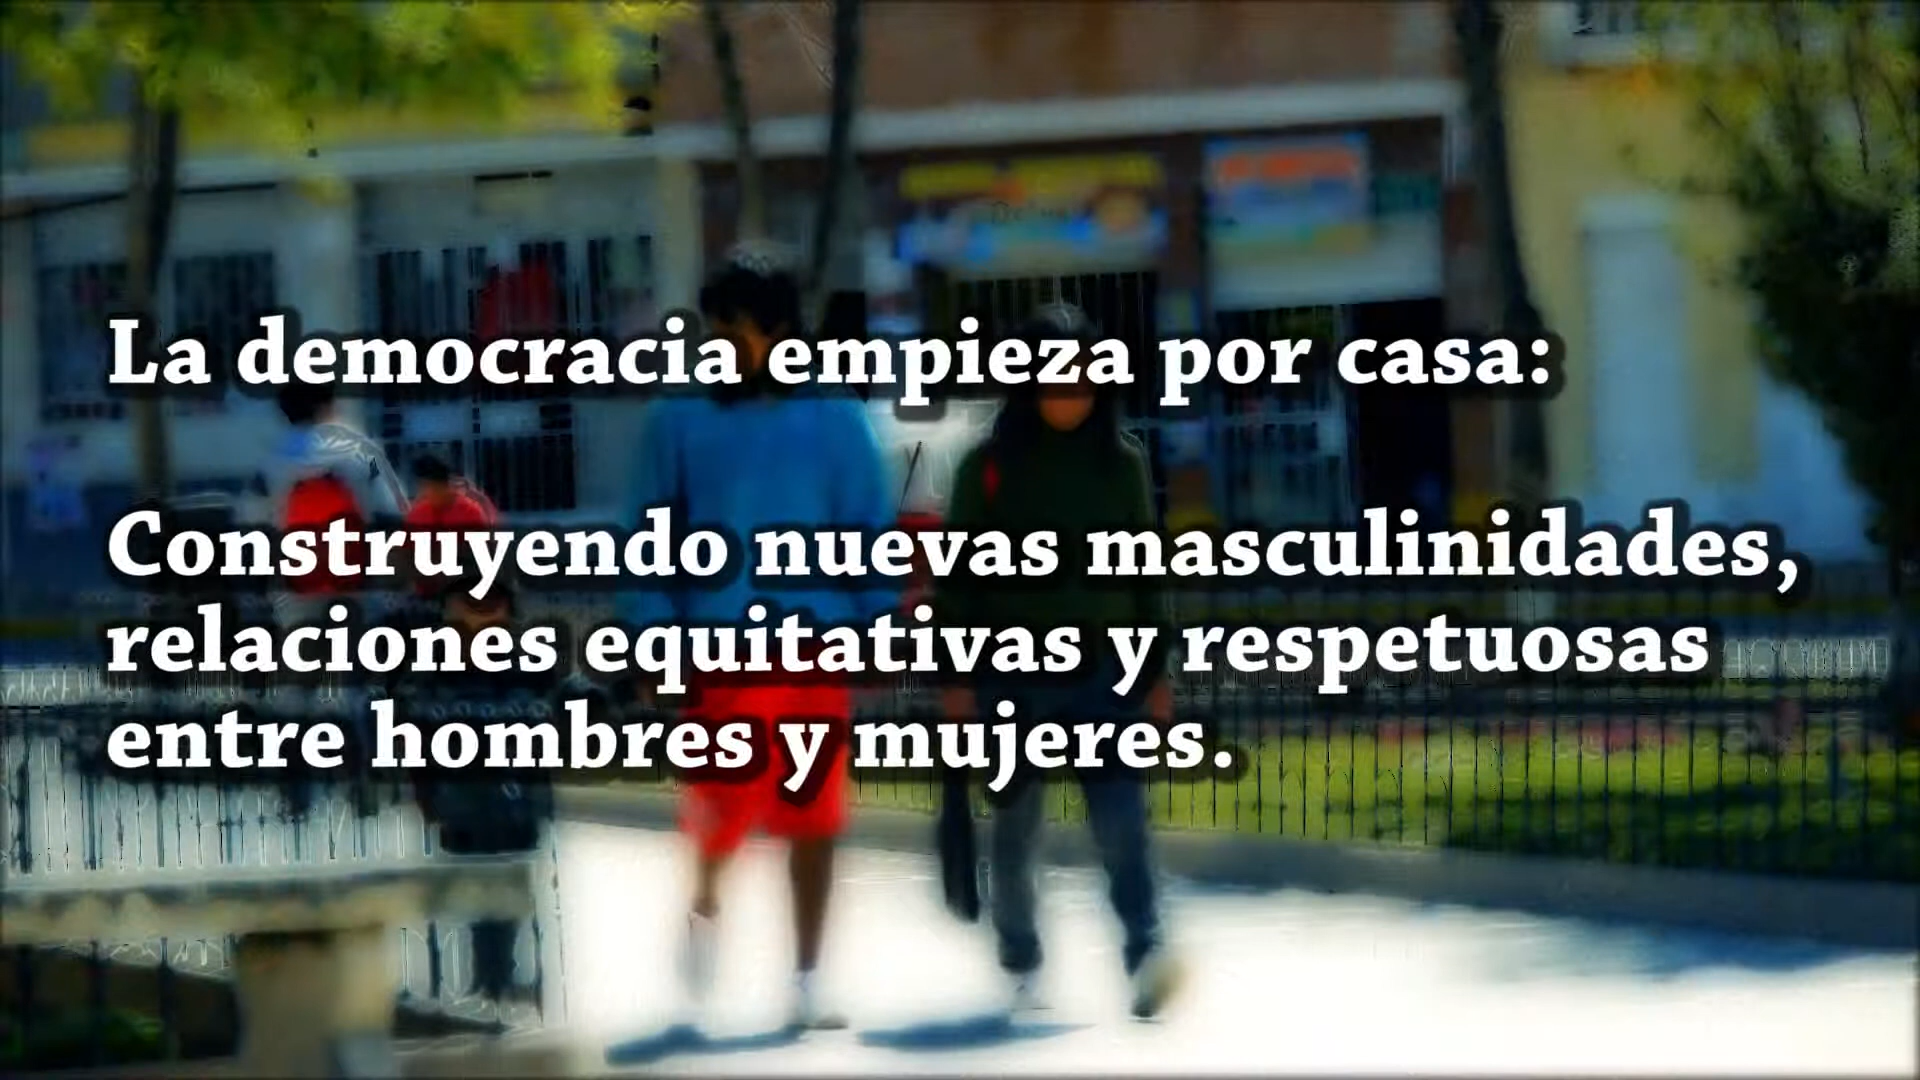 La democracia empieza por casa:
Construyendo nuevas masculinidades,
relaciones equitativas y respetuosas
entre hombres y mujeres.